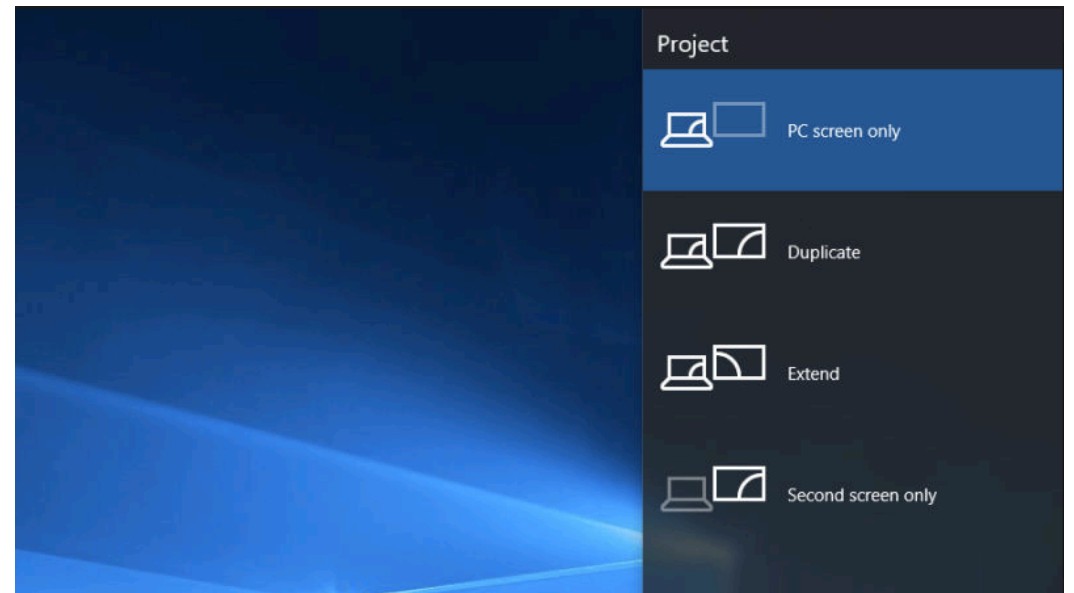 Project
PC screen only
Duplicate
Extend
Second screen only